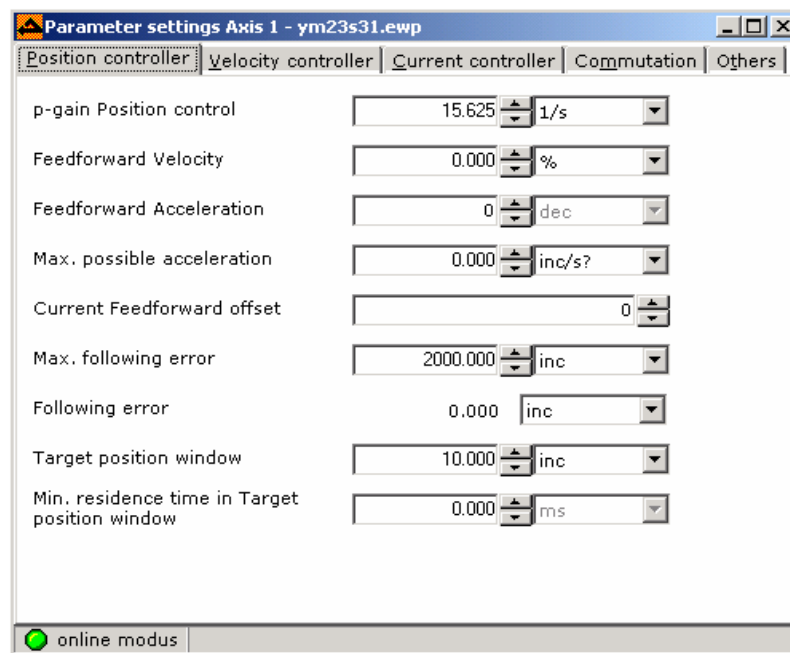 Parameter settings Axis 1 - ym23s31.ewp
Position controller Velocity controller Current controller Commutation Others
p-gain Position control 15.625 1/s
Feedforward Velocity 0.000 %
Feedforward Acceleration 0 dec
Max. possible acceleration 0.000 inc/s?
Current Feedforward offset 0
Max. following error 2000.000 inc
Following error 0.000 inc
Target position window 10.000 inc
Min. residence time in Target
position window 0.000 ms
online modus